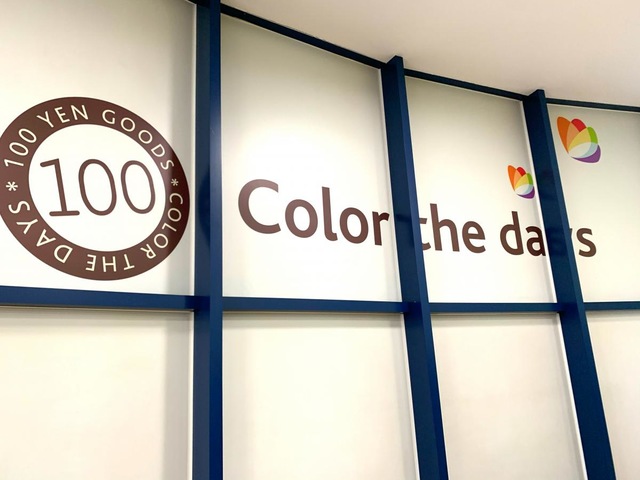 * 100 YEN GOODS * COLOR THE DAYS
100
Color the days